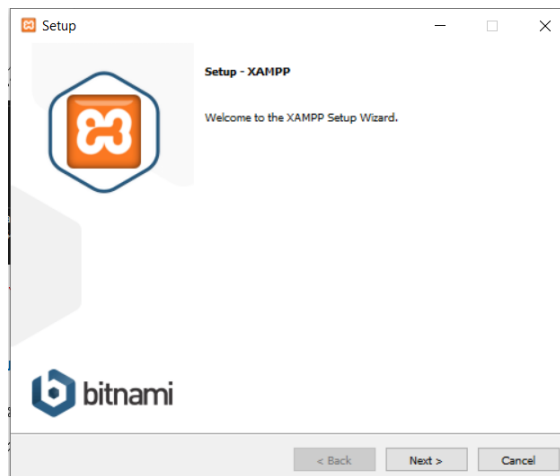 Setup
Setup - XAMPP
Welcome to the XAMPP Setup Wizard.
bitnami
< Back
Next >
Cancel